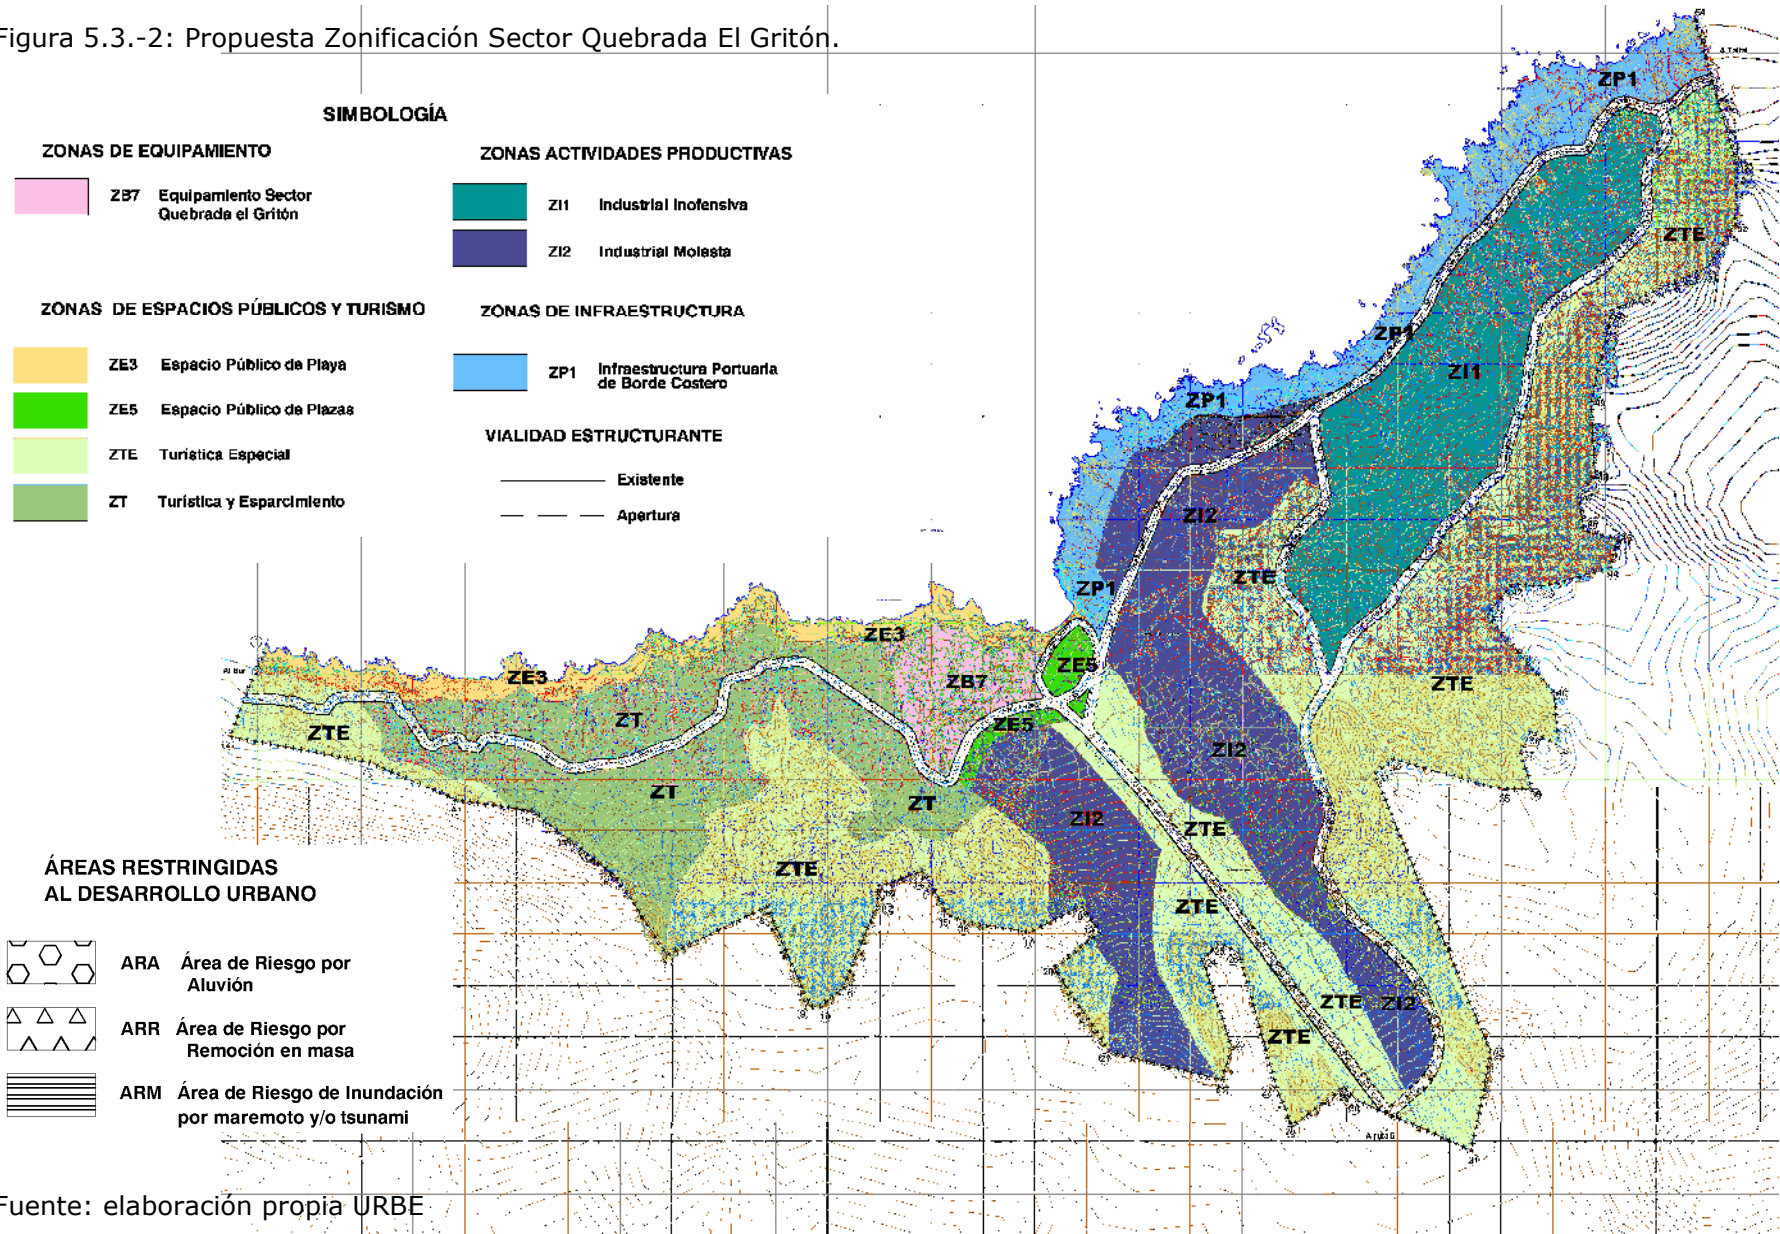 Figura 5.3.-2: Propuesta Zonificación Sector Quebrada El Gritón.
SIMBOLOGÍA
ZONAS DE EQUIPAMIENTO
ZB7 Equipamiento Sector
Quebrada el Gritón
ZONAS DE ESPACIOS PÚBLICOS Y TURISMO
ZE3 Espacio Público de Playa
ZE5 Espacio Público de Plazas
ZTE Turística Especial
ZT Turística y Esparcimiento
ZONAS ACTIVIDADES PRODUCTIVAS
ZI1 Industrial Inofensiva
ZI2 Industrial Molesta
ZONAS DE INFRAESTRUCTURA
ZP1 Infraestructura Portuaria
de Borde Costero
VIALIDAD ESTRUCTURANTE
Existente
Apertura
ÁREAS RESTRINGIDAS
AL DESARROLLO URBANO
ARA Área de Riesgo por
Aluvión
ARR Área de Riesgo por
Remoción en masa
ARM Área de Riesgo de Inundación
por maremoto y/o tsunami
ZP1
ZTE
ZP1
ZI1
ZP1
ZI2
ZTE
ZP1
ZE3
ZE5
ZE3
ZB7
ZTE
ZT
ZE5
ZTE
ZI2
ZT
ZT
ZI2
ZTE
ZTE
ZTE
ZTE
ZI2
ZTE
Fuente: elaboración propia URBE